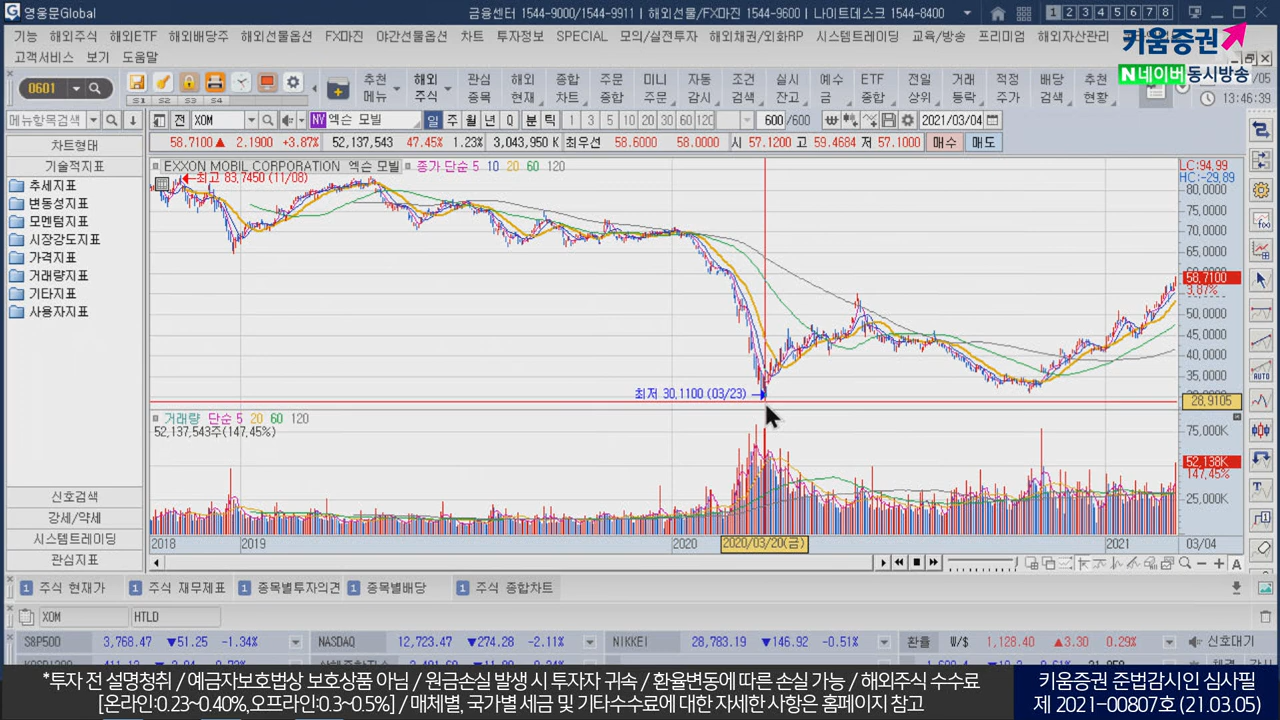 영웅문Global
금융센터 1544-9000/1544-9911 | 해외선물/FX마진 1544-9600 | 나이트데스크 1544-8400
1 2 3 4 5 6 7 8
기능 해외주식 해외ETF 해외배당주 해외선물옵션 FX마진 야간선물옵션 차트 투자정보 SPECIAL 모의/실전투자 해외채권/외화RP 시스템트레이딩 교육/방송 프리미엄 해외자산관리
고객서비스 보기 도움말
키움증권
N네이버 동시방송
0601
S1 S2 S3 S4
추천 메뉴 해외 주식 관심 종목 해외 현재 종합 차트 주문 종합 미니 주문 자동 감시 조건 검색 실시 잔고 예수 금 ETF 종합 전일 상위 거래 등락 적정 주가 배당 검색 추천 현황
13:46:39
메뉴항목검색
전 XOM NY 엑슨 모빌 일 주 월 년 Q 분 1 3 5 10 20 30 60 120 600 /600 2021/03/04
58.7100 ▲ 2.1900 +3.87% 52,137,543 147.45% 1.23% 3,043,950 K 최우선 58.6000 58.0000 시 57.1200 고 59.4684 저 57.1000 매수 매도
차트형태
기술적지표
추세지표
변동성지표
모멘텀지표
시장강도지표
가격지표
거래량지표
기타지표
사용자지표
신호검색
강세/약세
시스템트레이딩
관심지표
EXXON MOBIL CORPORATION 엑슨 모빌 종가 단순 5 10 20 60 120
최고 83,7450 (11/08)
LC:94,99
HC:-29,89
80,0000
75,0000
70,0000
65,0000
58,7100
3,87%
50,0000
45,0000
40,0000
35,0000
28,9105
최저 30,1100 (03/23)
거래량 단순 5 20 60 120
52,137,543주(147,45%)
75,000K
52,138K
147,45%
25,000K
2018 2019 2020 2020/03/20(금) 2021 03/04
A
AUTO
1 주식 현재가 1 주식 재무제표 1 종목별투자의견 1 종목별배당 1 주식 종합차트
XOM HTLD
S&P500 3,768.47 ▼51.25 -1.34% NASDAQ 12,723.47 ▼274.28 -2.11% NIKKEI 28,783.19 ▼146.92 -0.51% 환율 W/$ 1,128.40 ▲3.30 0.29% 신호대기
*투자 전 설명청취 / 예금자보호법상 보호상품 아님 / 원금손실 발생 시 투자자 귀속 / 환율변동에 따른 손실 가능 / 해외주식 수수료
[온라인:0.23~0.40%,오프라인:0.3~0.5%] / 매체별, 국가별 세금 및 기타수수료에 대한 자세한 사항은 홈페이지 참고
키움증권 준법감시인 심사필
제 2021-00807호 (21.03.05)